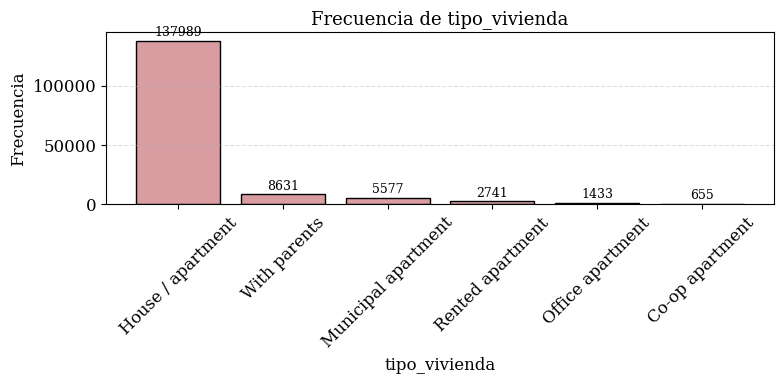 Frecuencia de tipo_vivienda
Frecuencia
100000
50000
0
137989
8631
5577
2741
1433
655
House / apartment
With parents
Municipal apartment
Rented apartment
Office apartment
Co-op apartment
tipo_vivienda